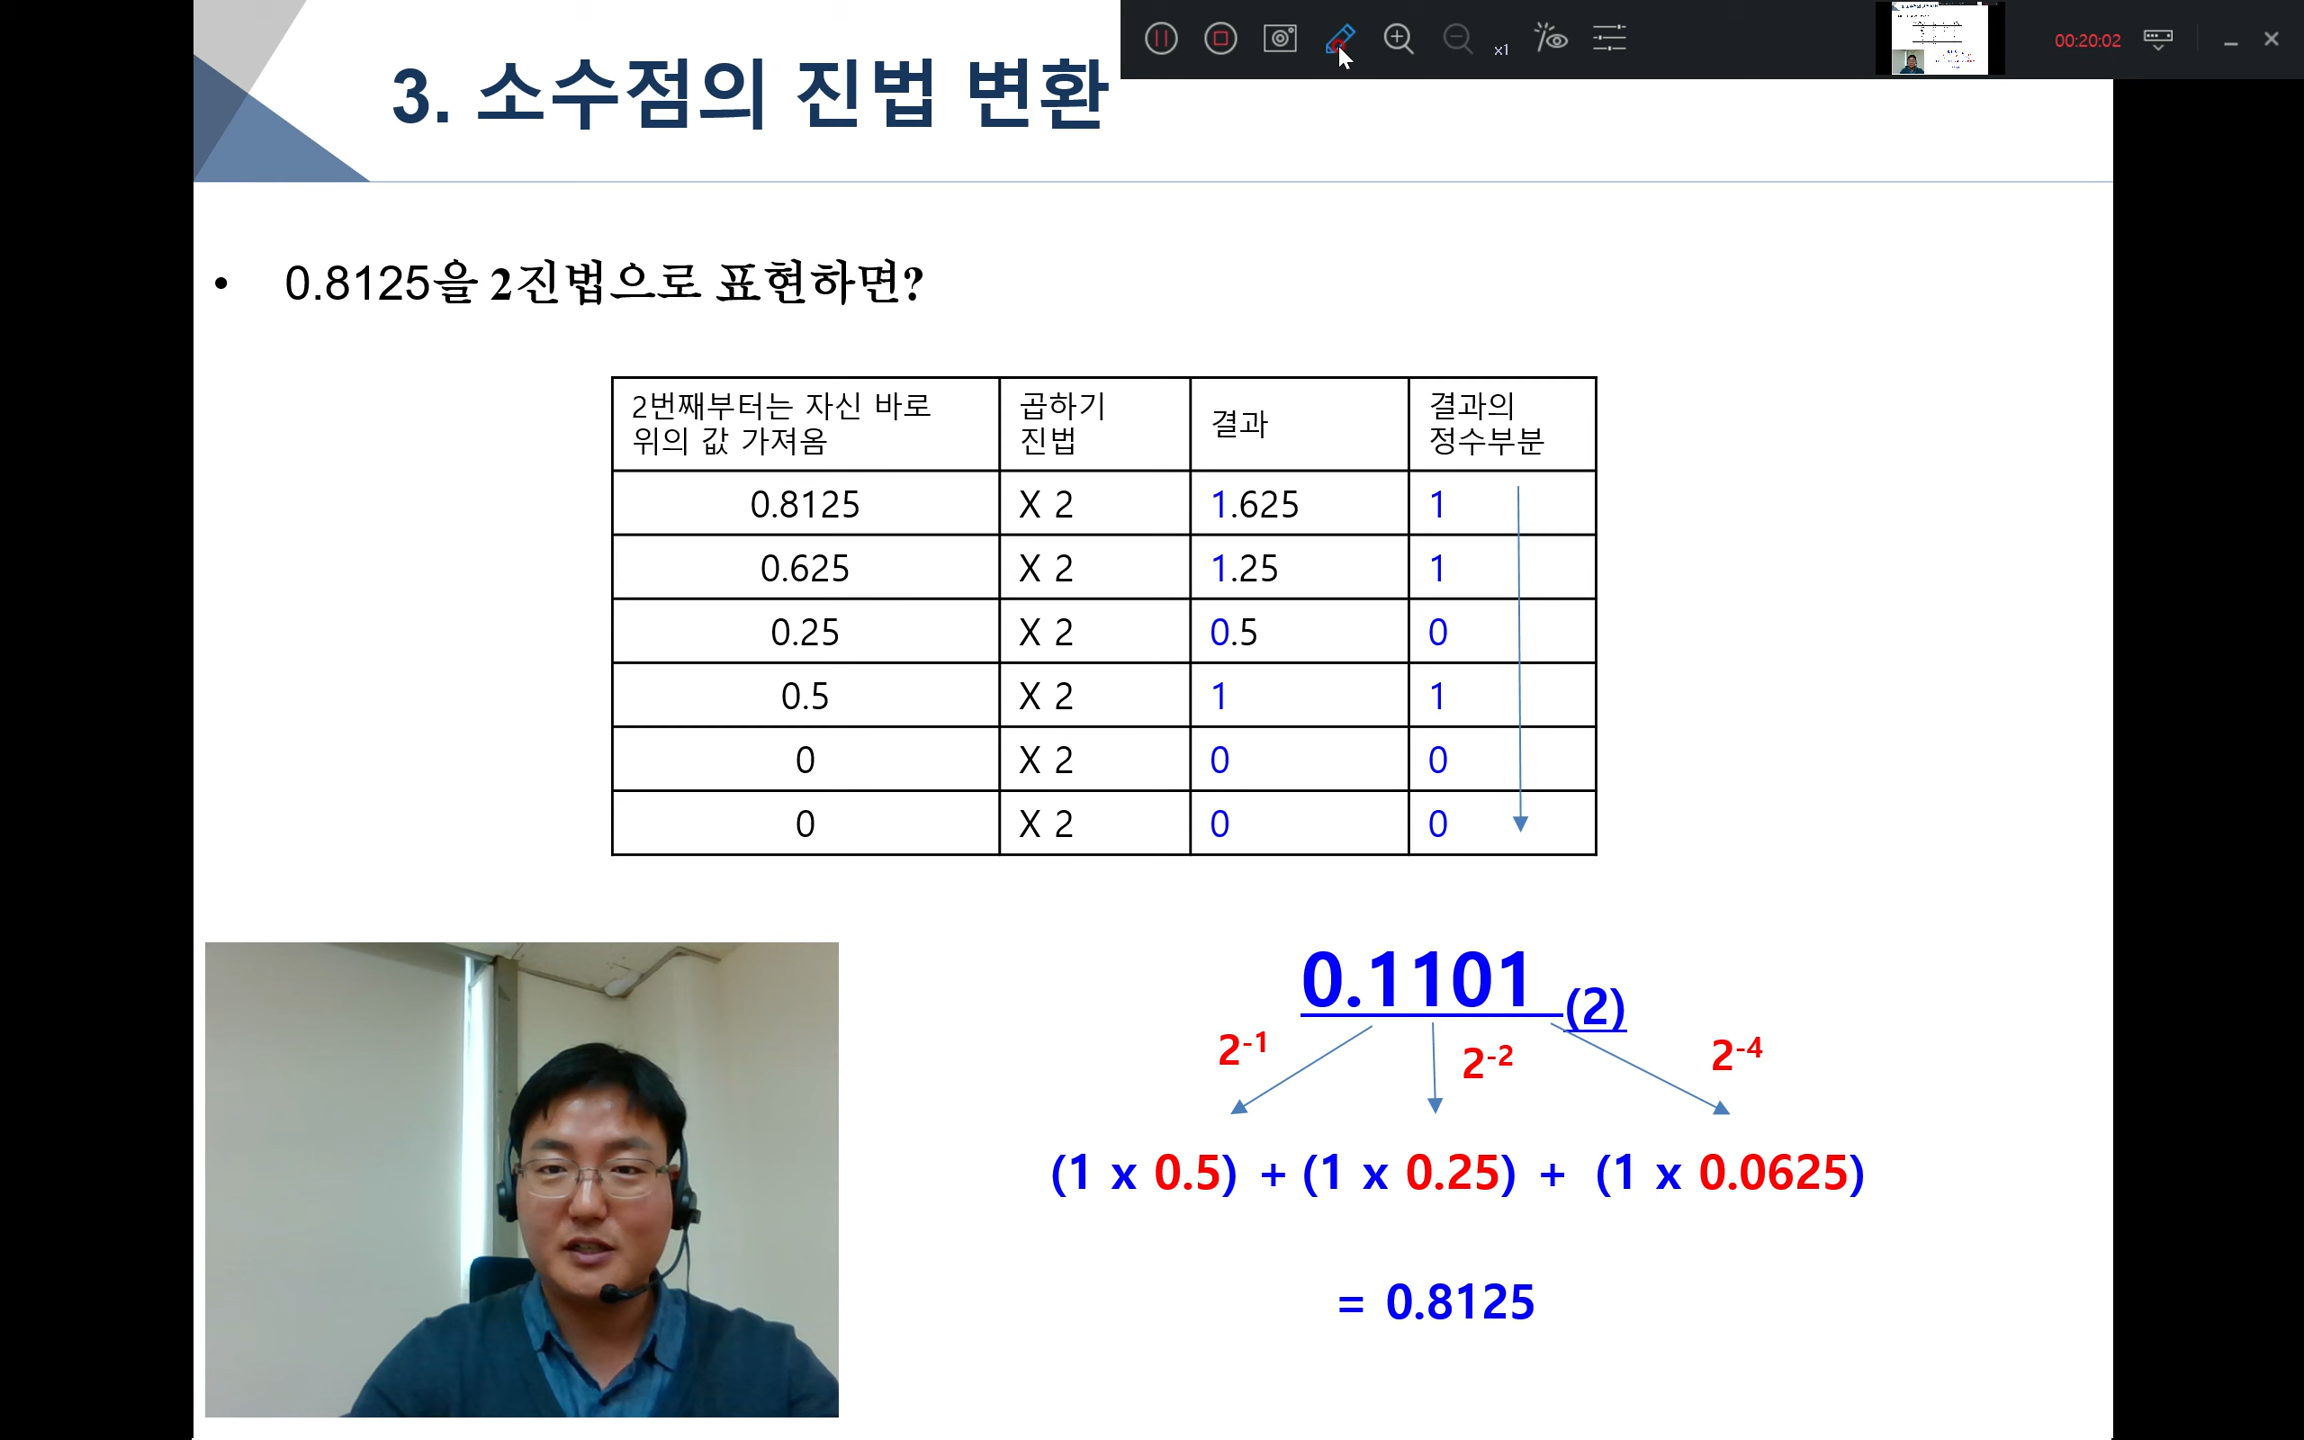 3. 소수점의 진법 변환
x1
00:20:02
• 0.8125을 2진법으로 표현하면?
2번째부터는 자신 바로
위의 값 가져옴
곱하기
진법
결과
결과의
정수부분
0.8125 X 2 1.625 1
0.625 X 2 1.25 1
0.25 X 2 0.5 0
0.5 X 2 1 1
0 X 2 0 0
0 X 2 0 0
0.1101 (2)
2-1 2-2 2-4
(1 x 0.5) + (1 x 0.25) + (1 x 0.0625)
= 0.8125